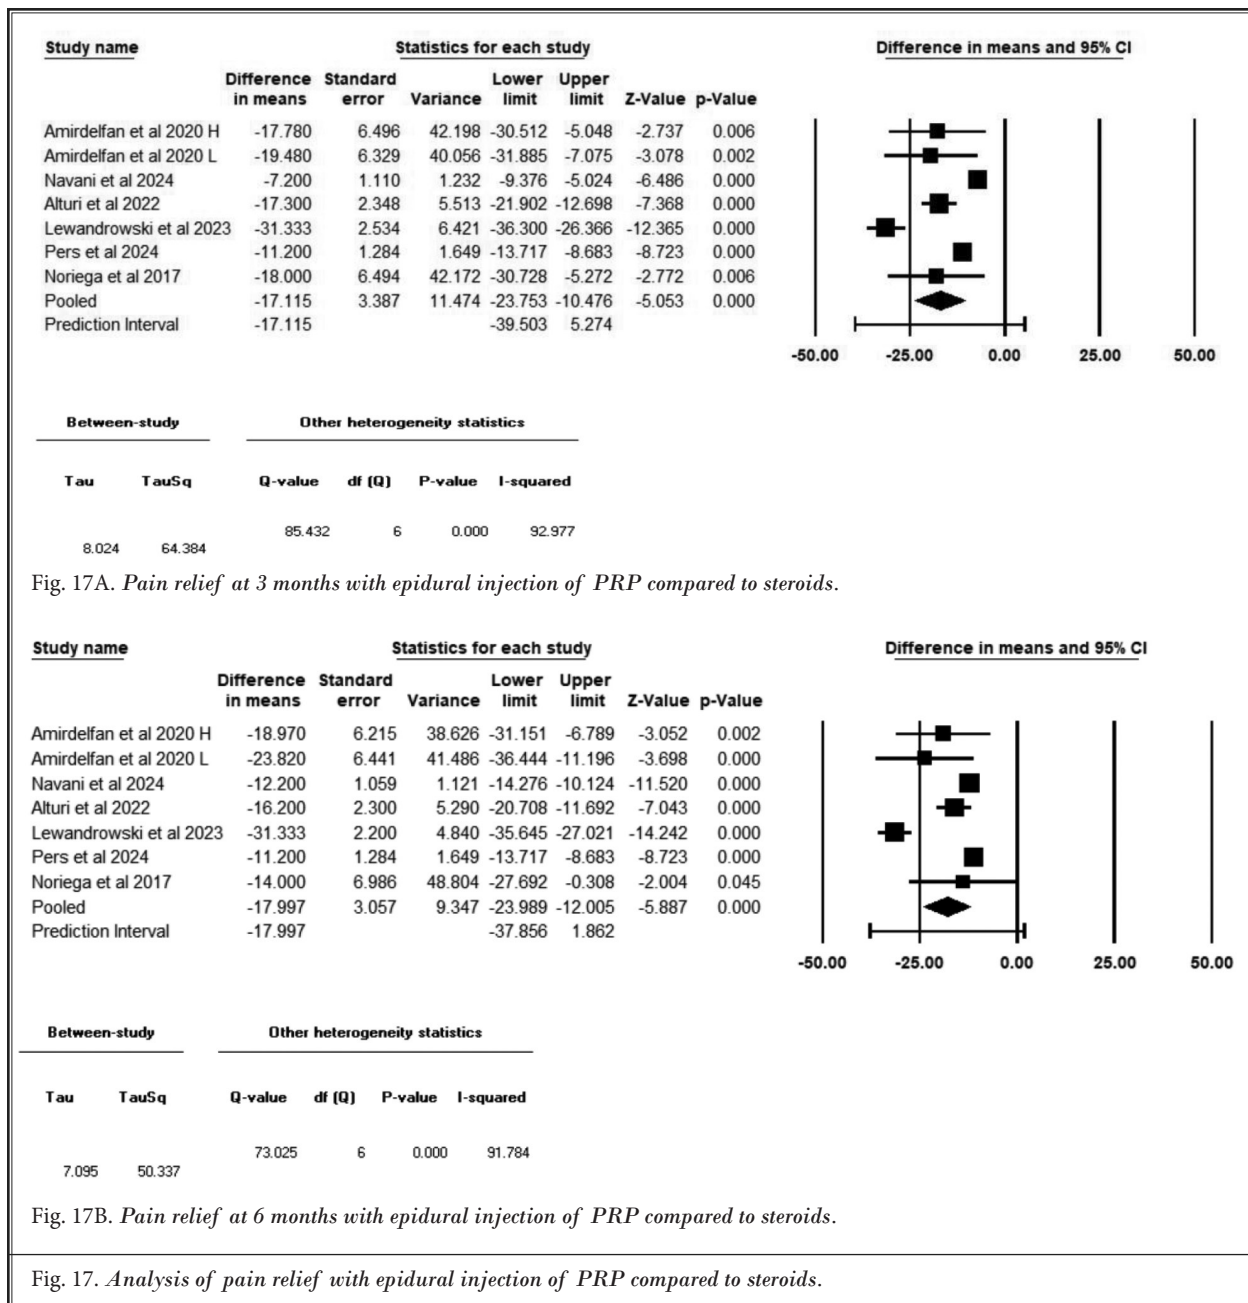 Study name Statistics for each study Difference in means and 95% CI
Difference Standard Lower Upper
in means error Variance limit limit Z-Value p-Value
Amirdelfan et al 2020 H -17.780 6.496 42.198 -30.512 -5.048 -2.737 0.006
Amirdelfan et al 2020 L -19.480 6.329 40.056 -31.885 -7.075 -3.078 0.002
Navani et al 2024 -7.200 1.110 1.232 -9.376 -5.024 -6.486 0.000
Alturi et al 2022 -17.300 2.348 5.513 -21.902 -12.698 -7.368 0.000
Lewandrowski et al 2023 -31.333 2.534 6.421 -36.300 -26.366 -12.365 0.000
Pers et al 2024 -11.200 1.284 1.649 -13.717 -8.683 -8.723 0.000
Noriega et al 2017 -18.000 6.494 42.172 -30.728 -5.272 -2.772 0.006
Pooled -17.115 3.387 11.474 -23.753 -10.476 -5.053 0.000
Prediction Interval -17.115 -39.503 5.274
-50.00 -25.00 0.00 25.00 50.00
Between-study Other heterogeneity statistics
Tau TauSq Q-value df (Q) P-value I-squared
85.432 6 0.000 92.977
8.024 64.384
Fig. 17A. Pain relief at 3 months with epidural injection of PRP compared to steroids.
Study name Statistics for each study Difference in means and 95% CI
Difference Standard Lower Upper
in means error Variance limit limit Z-Value p-Value
Amirdelfan et al 2020 H -18.970 6.215 38.626 -31.151 -6.789 -3.052 0.002
Amirdelfan et al 2020 L -23.820 6.441 41.486 -36.444 -11.196 -3.698 0.000
Navani et al 2024 -12.200 1.059 1.121 -14.276 -10.124 -11.520 0.000
Alturi et al 2022 -16.200 2.300 5.290 -20.708 -11.692 -7.043 0.000
Lewandrowski et al 2023 -31.333 2.200 4.840 -35.645 -27.021 -14.242 0.000
Pers et al 2024 -11.200 1.284 1.649 -13.717 -8.683 -8.723 0.000
Noriega et al 2017 -14.000 6.986 48.804 -27.692 -0.308 -2.004 0.045
Pooled -17.997 3.057 9.347 -23.989 -12.005 -5.887 0.000
Prediction Interval -17.997 -37.856 1.862
-50.00 -25.00 0.00 25.00 50.00
Between-study Other heterogeneity statistics
Tau TauSq Q-value df (Q) P-value I-squared
73.025 6 0.000 91.784
7.095 50.337
Fig. 17B. Pain relief at 6 months with epidural injection of PRP compared to steroids.
Fig. 17. Analysis of pain relief with epidural injection of PRP compared to steroids.